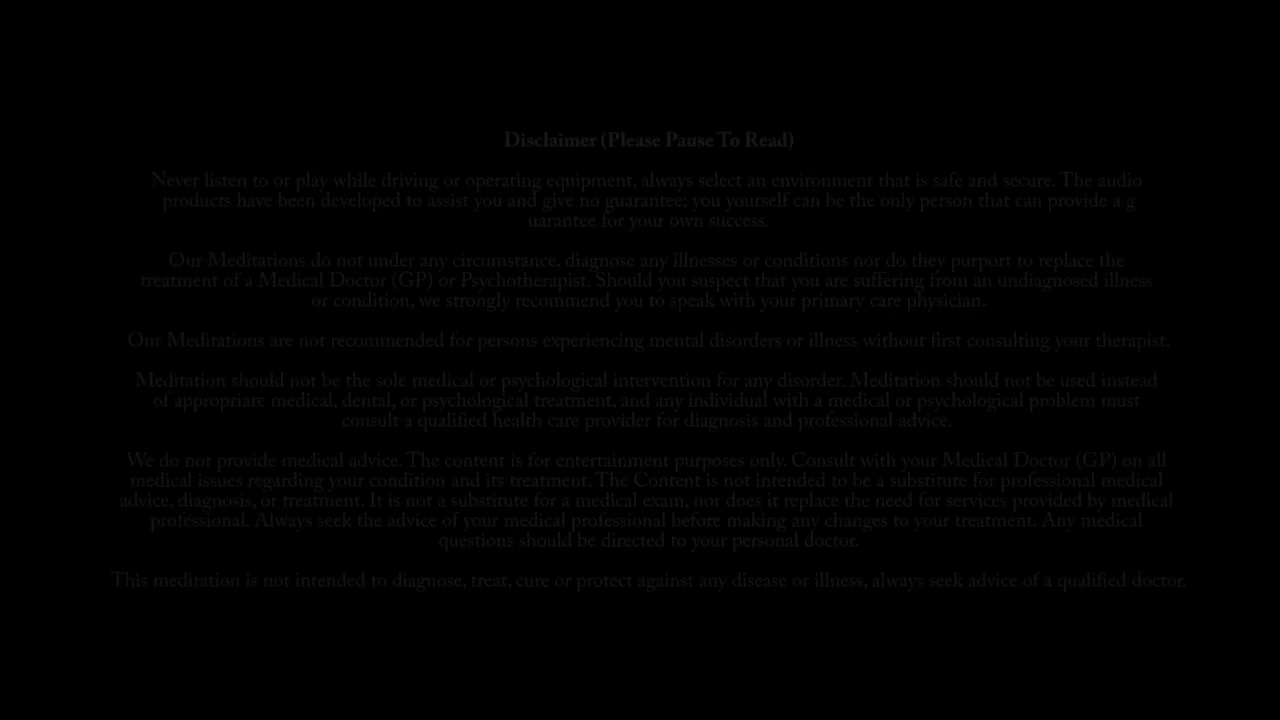 Disclaimer (Please Pause To Read)
Never listen to or play while driving or operating equipment, always select an environment that is safe and secure. The audio
products have been developed to assist you and give no guarantee; you yourself can be the only person that can provide a g
uarantee for your own success.
Our Meditations do not under any circumstance, diagnose any illnesses or conditions nor do they purport to replace the
treatment of a Medical Doctor (GP) or Psychotherapist. Should you suspect that you are suffering from an undiagnosed illness
or condition, we strongly recommend you to speak with your primary care physician.
Our Meditations are not recommended for persons experiencing mental disorders or illness without first consulting your therapist.
Meditation should not be the sole medical or psychological intervention for any disorder. Meditation should not be used instead
of appropriate medical, dental, or psychological treatment, and any individual with a medical or psychological problem must
consult a qualified health care provider for diagnosis and professional advice.
We do not provide medical advice. The content is for entertainment purposes only. Consult with your Medical Doctor (GP) on all
medical issues regarding your condition and its treatment. The Content is not intended to be a substitute for professional medical
advice, diagnosis, or treatment. It is not a substitute for a medical exam, nor does it replace the need for services provided by medical
professional. Always seek the advice of your medical professional before making any changes to your treatment. Any medical
questions should be directed to your personal doctor.
This meditation is not intended to diagnose, treat, cure or protect against any disease or illness, always seek advice of a qualified doctor.